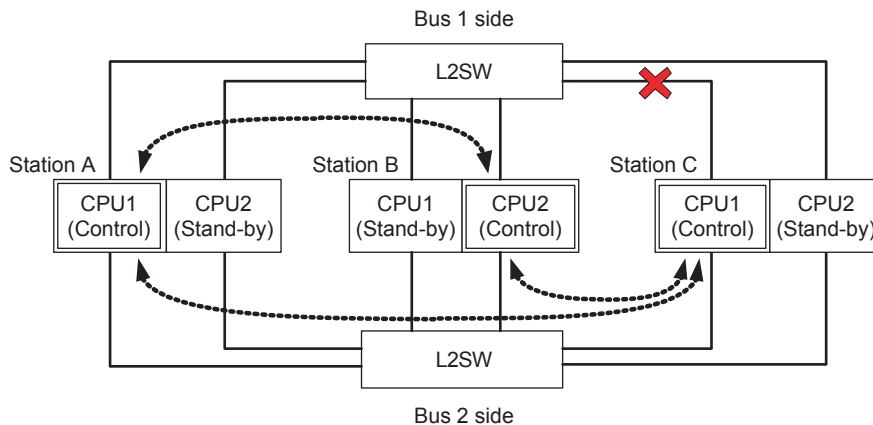 Bus 1 side
L2SW
Station A
Station B
Station C
CPU1
(Control)
CPU2
(Stand-by)
CPU1
(Stand-by)
CPU2
(Control)
CPU1
(Control)
CPU2
(Stand-by)
L2SW
Bus 2 side